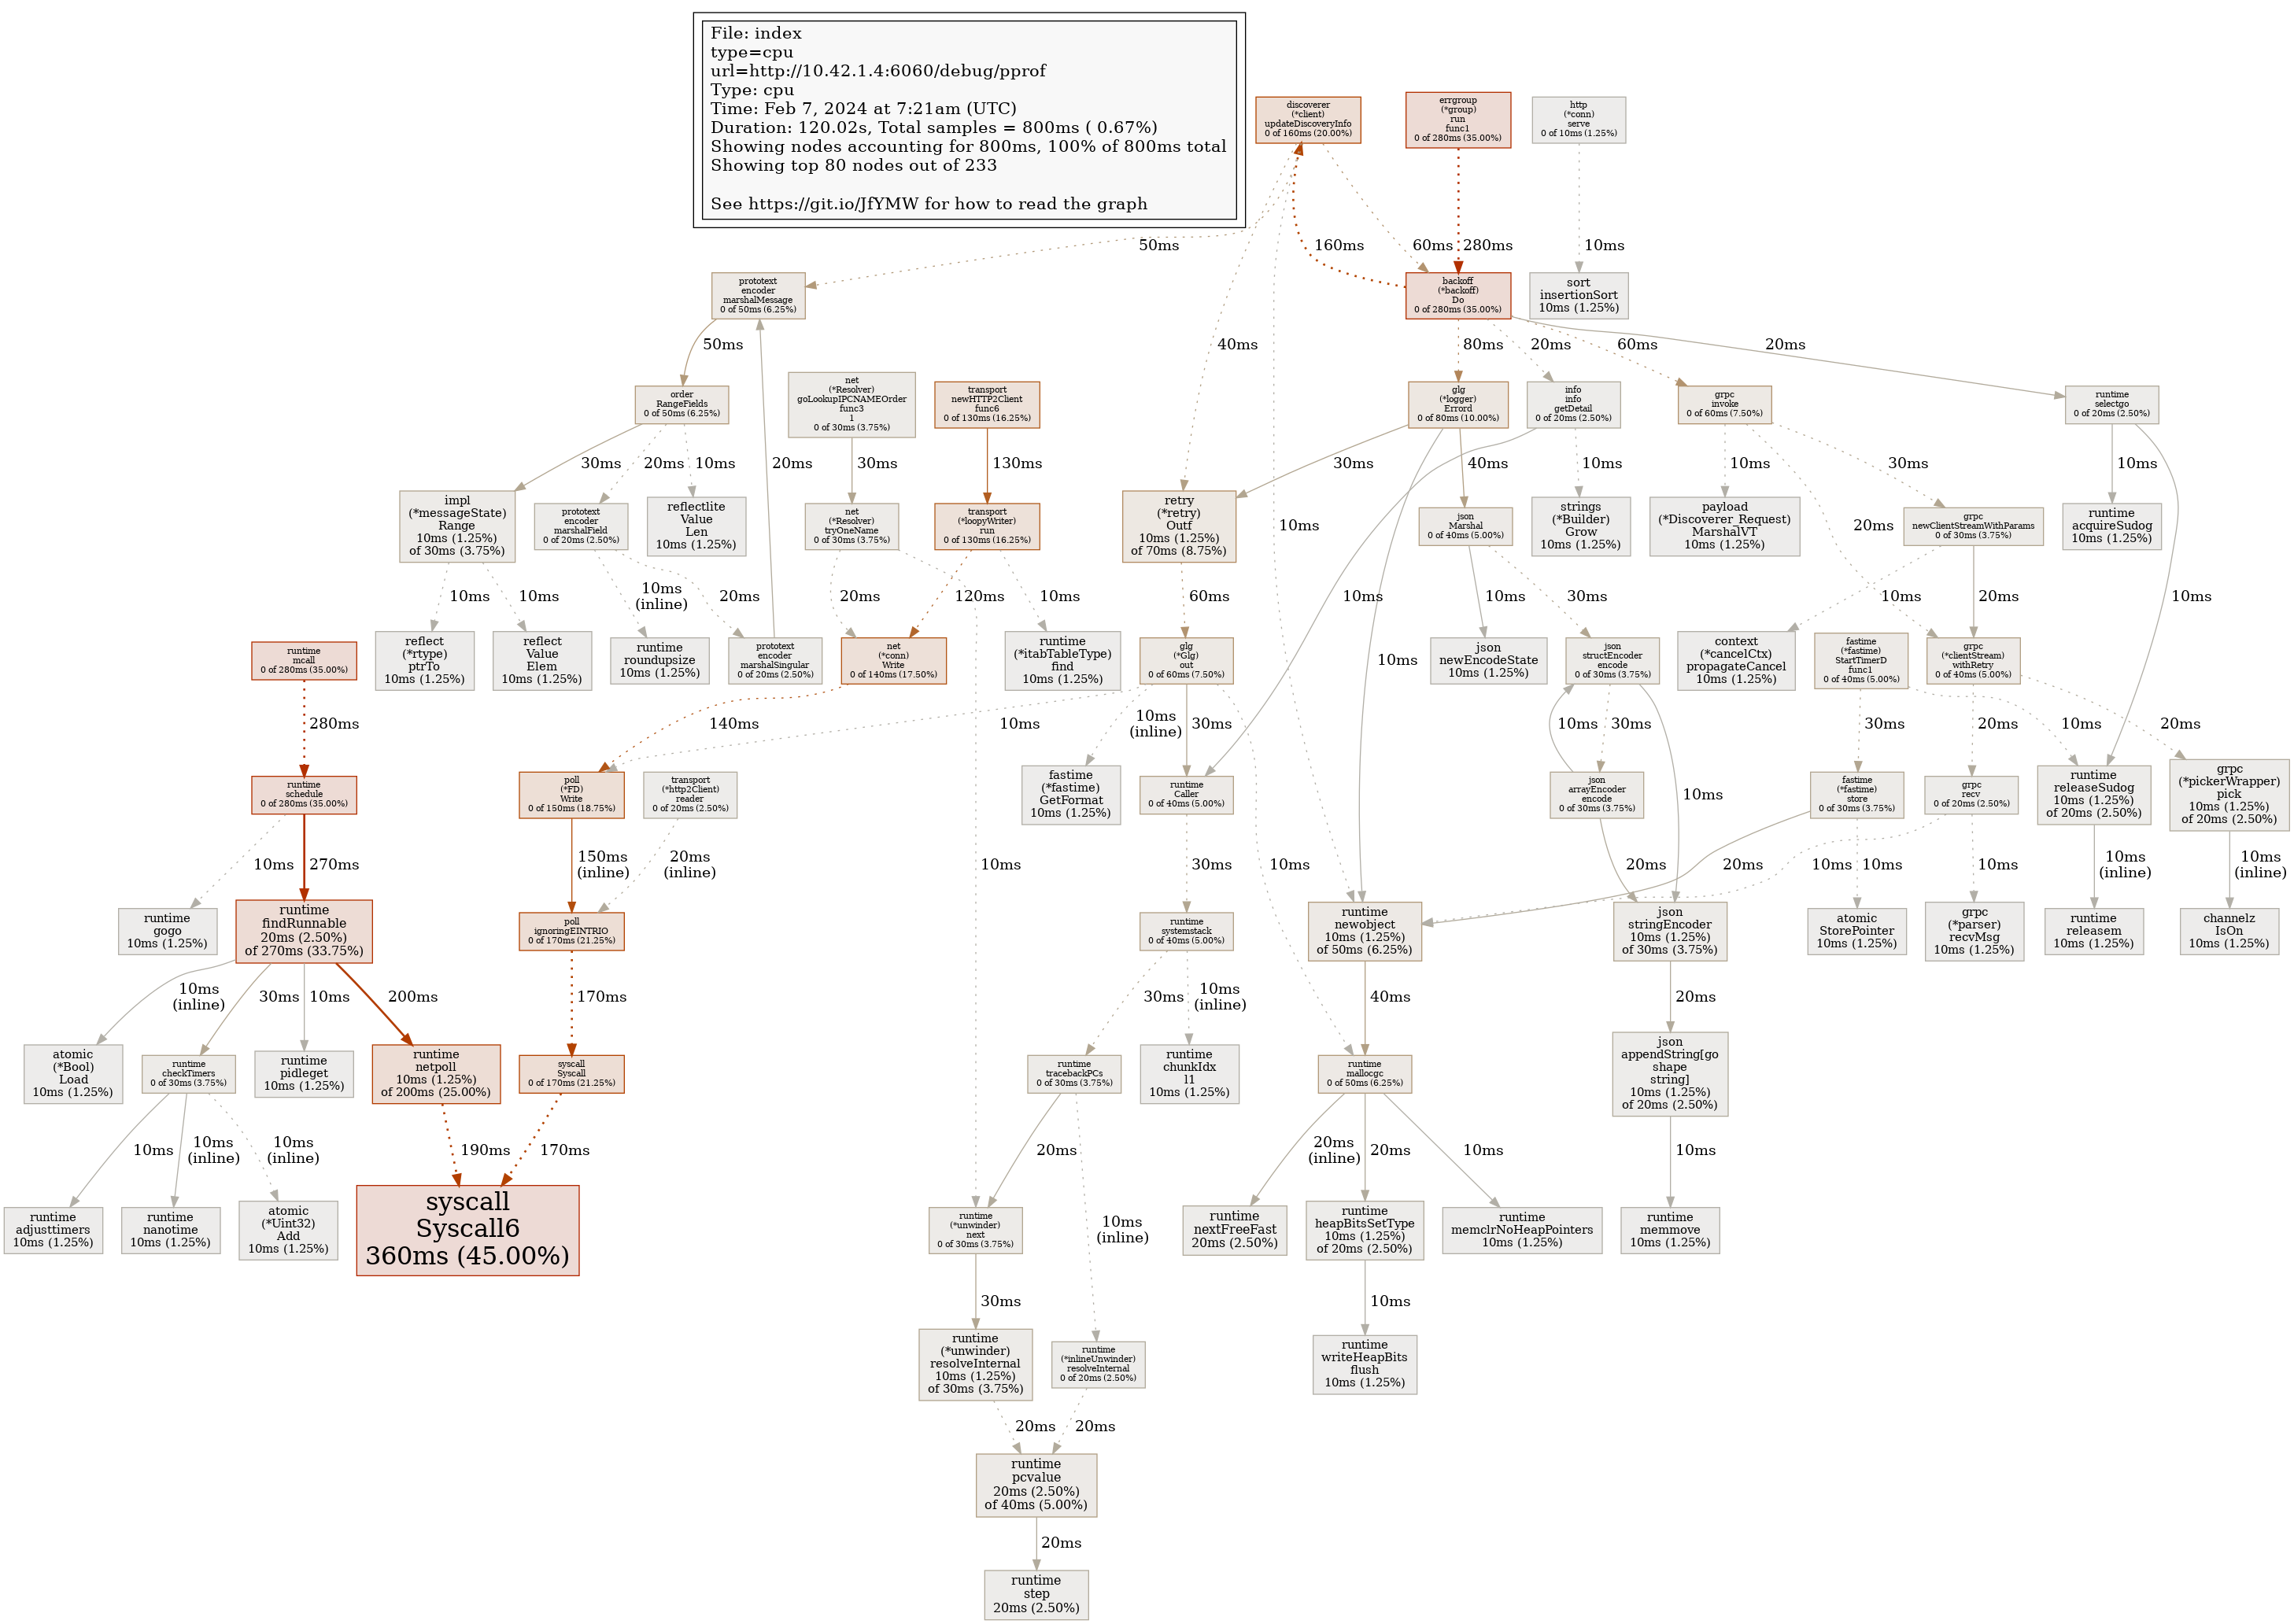 File: index
type=cpu
url=http://10.42.1.4:6060/debug/pprof
Type: cpu
Time: Feb 7, 2024 at 7:21am (UTC)
Duration: 120.02s, Total samples = 800ms ( 0.67%)
Showing nodes accounting for 800ms, 100% of 800ms total
Showing top 80 nodes out of 233
See https://git.io/JfYMW for how to read the graph
discoverer
(*client)
updateDiscoveryInfo
0 of 160ms (20.00%)
errgroup
(*group)
run
func1
0 of 280ms (35.00%)
http
(*conn)
serve
0 of 10ms (1.25%)
50ms
40ms
10ms
160ms
60ms
280ms
10ms
prototext
encoder
marshalMessage
0 of 50ms (6.25%)
backoff
(*backoff)
Do
0 of 280ms (35.00%)
sort
insertionSort
10ms (1.25%)
50ms
20ms
80ms
20ms
60ms
20ms
order
RangeFields
0 of 50ms (6.25%)
net
(*Resolver)
goLookupIPCNAMEOrder
func3
1
0 of 30ms (3.75%)
transport
newHTTP2Client
func6
0 of 130ms (16.25%)
glg
(*logger)
Errord
0 of 80ms (10.00%)
info
info
getDetail
0 of 20ms (2.50%)
grpc
invoke
0 of 60ms (7.50%)
runtime
selectgo
0 of 20ms (2.50%)
30ms
20ms
10ms
30ms
130ms
30ms
10ms
40ms
10ms
10ms
10ms
20ms
30ms
10ms
10ms
impl
(*messageState)
Range
10ms (1.25%)
of 30ms (3.75%)
prototext
encoder
marshalField
0 of 20ms (2.50%)
reflectlite
Value
Len
10ms (1.25%)
net
(*Resolver)
tryOneName
0 of 30ms (3.75%)
transport
(*loopyWriter)
run
0 of 130ms (16.25%)
retry
(*retry)
Outf
10ms (1.25%)
of 70ms (8.75%)
json
Marshal
0 of 40ms (5.00%)
strings
(*Builder)
Grow
10ms (1.25%)
payload
(*Discoverer_Request)
MarshalVT
10ms (1.25%)
grpc
newClientStreamWithParams
0 of 30ms (3.75%)
runtime
acquireSudog
10ms (1.25%)
10ms
10ms
10ms
(inline)
20ms
20ms
10ms
120ms
10ms
60ms
10ms
30ms
10ms
20ms
runtime
mcall
0 of 280ms (35.00%)
reflect
(*rtype)
ptrTo
10ms (1.25%)
reflect
Value
Elem
10ms (1.25%)
runtime
roundupsize
10ms (1.25%)
prototext
encoder
marshalSingular
0 of 20ms (2.50%)
net
(*conn)
Write
0 of 140ms (17.50%)
runtime
(*itabTableType)
find
10ms (1.25%)
glg
(*Glg)
out
0 of 60ms (7.50%)
json
newEncodeState
10ms (1.25%)
json
structEncoder
encode
0 of 30ms (3.75%)
context
(*cancelCtx)
propagateCancel
10ms (1.25%)
fastime
(*fastime)
StartTimerD
func1
0 of 40ms (5.00%)
grpc
(*clientStream)
withRetry
0 of 40ms (5.00%)
280ms
140ms
10ms
10ms
(inline)
30ms
10ms
10ms
30ms
10ms
30ms
10ms
20ms
20ms
runtime
schedule
0 of 280ms (35.00%)
poll
(*FD)
Write
0 of 150ms (18.75%)
transport
(*http2Client)
reader
0 of 20ms (2.50%)
fastime
(*fastime)
GetFormat
10ms (1.25%)
runtime
Caller
0 of 40ms (5.00%)
json
arrayEncoder
encode
0 of 30ms (3.75%)
fastime
(*fastime)
store
0 of 30ms (3.75%)
grpc
recv
0 of 20ms (2.50%)
runtime
releaseSudog
10ms (1.25%)
of 20ms (2.50%)
grpc
(*pickerWrapper)
pick
10ms (1.25%)
of 20ms (2.50%)
10ms
270ms
150ms
(inline)
20ms
(inline)
30ms
20ms
20ms
10ms
10ms
10ms
10ms
(inline)
10ms
(inline)
runtime
gogo
10ms (1.25%)
runtime
findRunnable
20ms (2.50%)
of 270ms (33.75%)
poll
ignoringEINTRIO
0 of 170ms (21.25%)
runtime
systemstack
0 of 40ms (5.00%)
runtime
newobject
10ms (1.25%)
of 50ms (6.25%)
json
stringEncoder
10ms (1.25%)
of 30ms (3.75%)
atomic
StorePointer
10ms (1.25%)
grpc
(*parser)
recvMsg
10ms (1.25%)
runtime
releasem
10ms (1.25%)
channelz
IsOn
10ms (1.25%)
10ms
(inline)
30ms
10ms
200ms
170ms
30ms
10ms
(inline)
40ms
20ms
atomic
(*Bool)
Load
10ms (1.25%)
runtime
checkTimers
0 of 30ms (3.75%)
runtime
pidleget
10ms (1.25%)
runtime
netpoll
10ms (1.25%)
of 200ms (25.00%)
syscall
Syscall
0 of 170ms (21.25%)
runtime
tracebackPCs
0 of 30ms (3.75%)
runtime
chunkIdx
l1
10ms (1.25%)
runtime
mallocgc
0 of 50ms (6.25%)
json
appendString[go
shape
string]
10ms (1.25%)
of 20ms (2.50%)
10ms
10ms
(inline)
10ms
(inline)
190ms
170ms
20ms
10ms
(inline)
20ms
(inline)
20ms
10ms
10ms
runtime
adjusttimers
10ms (1.25%)
runtime
nanotime
10ms (1.25%)
atomic
(*Uint32)
Add
10ms (1.25%)
syscall
Syscall6
360ms (45.00%)
runtime
(*unwinder)
next
0 of 30ms (3.75%)
runtime
nextFreeFast
20ms (2.50%)
runtime
heapBitsSetType
10ms (1.25%)
of 20ms (2.50%)
runtime
memclrNoHeapPointers
10ms (1.25%)
runtime
memmove
10ms (1.25%)
30ms
10ms
runtime
(*unwinder)
resolveInternal
10ms (1.25%)
of 30ms (3.75%)
runtime
(*inlineUnwinder)
resolveInternal
0 of 20ms (2.50%)
runtime
writeHeapBits
flush
10ms (1.25%)
20ms
20ms
runtime
pcvalue
20ms (2.50%)
of 40ms (5.00%)
20ms
runtime
step
20ms (2.50%)